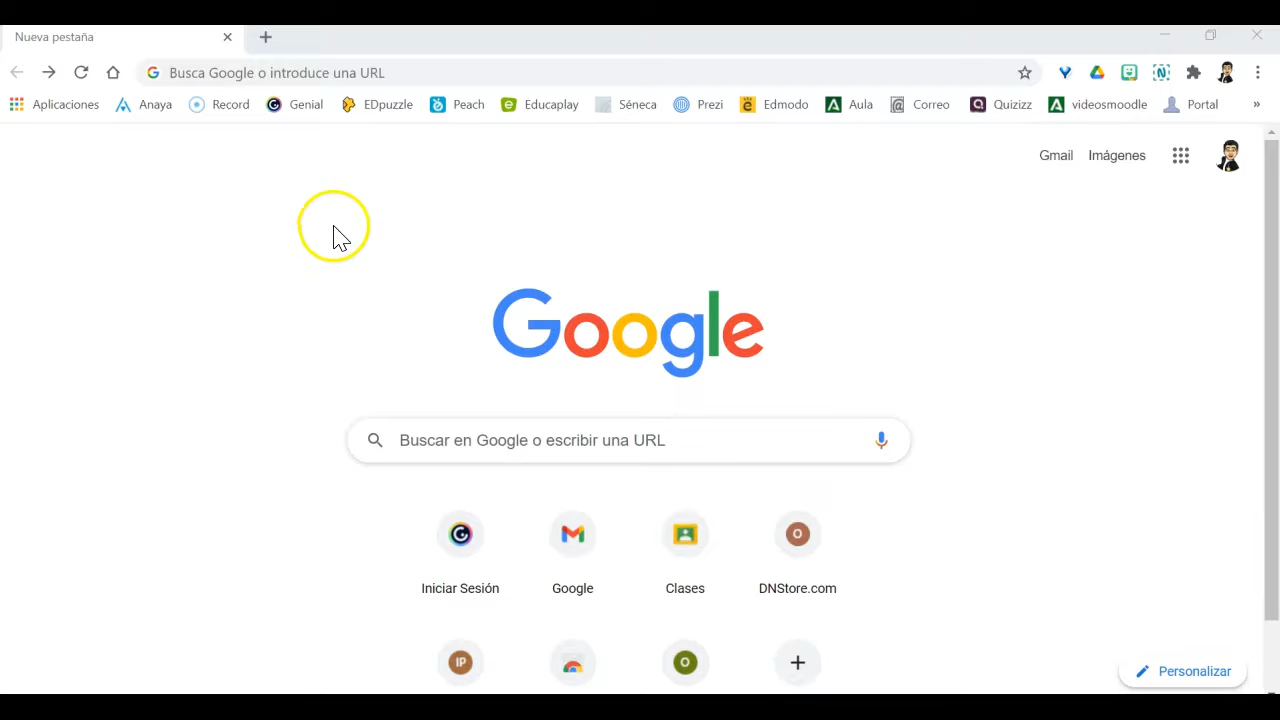 Nueva pestaña
Busca Google o introduce una URL
Aplicaciones Anaya Record Genial EDpuzzle Peach Educaplay Séneca Prezi Edmodo Aula Correo Quizizz videosmoodle Portal »
Gmail Imágenes
Google
Buscar en Google o escribir una URL
O
Iniciar Sesión Google Clases DNStore.com
IP O
Personalizar